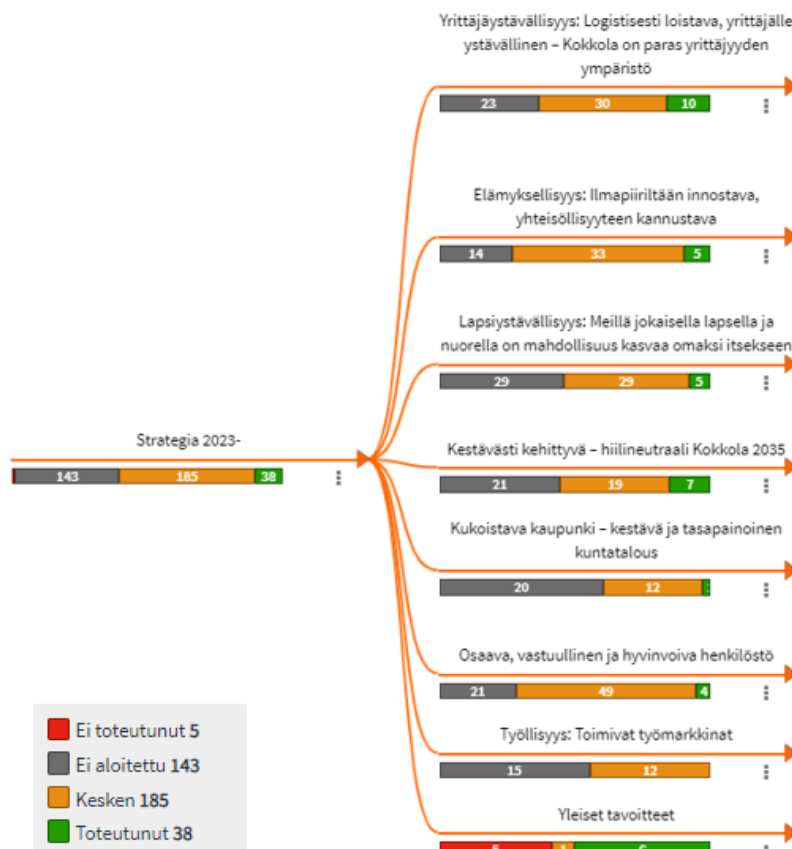 Yrittäjäystävällisyys: Logistisesti loistava, yrittäjälle
ystävällinen – Kokkola on paras yrittäjyyden
ympäristö
23 30 10
Elämyksellisyys: Ilmapiiriltään innostava,
yhteisöllisyyteen kannustava
14 33 5
Lapsiystävällisyys: Meillä jokaisella lapsella ja
nuorella on mahdollisuus kasvaa omaksi itsekseen
29 29 5
Strategia 2023-
143 185 38
Kestävästi kehittyvä – hiilineutraali Kokkola 2035
21 19 7
Kukoistava kaupunki – kestävä ja tasapainoinen
kuntatalous
20 12
Osaava, vastuullinen ja hyvinvoiva henkilöstö
21 49 4
Työllisyys: Toimivat työmarkkinat
15 12
Yleiset tavoitteet
5 1 6
Ei toteutunut 5
Ei aloitettu 143
Kesken 185
Toteutunut 38